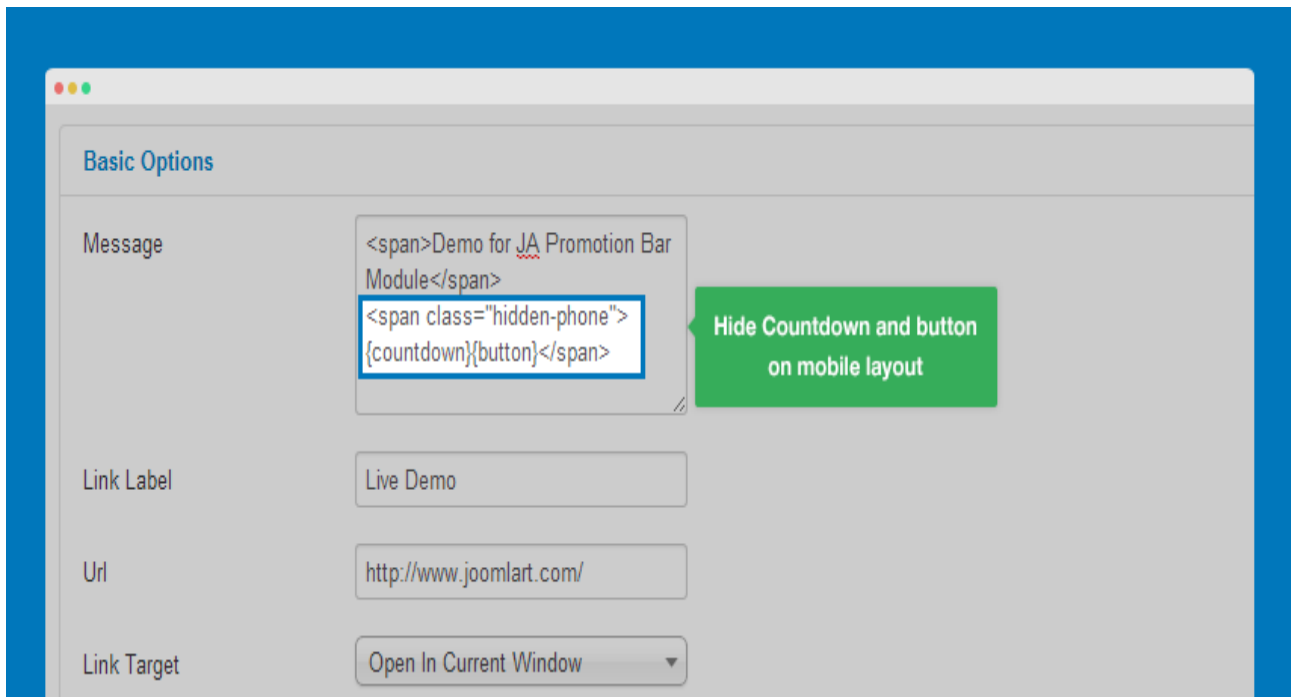 Basic Options
Message
<span>Demo for JA Promotion Bar
Module</span>
<span class="hidden-phone">
{countdown}{button}</span>
Hide Countdown and button
on mobile layout
Link Label
Live Demo
Url
http://www.joomlart.com/
Link Target
Open In Current Window